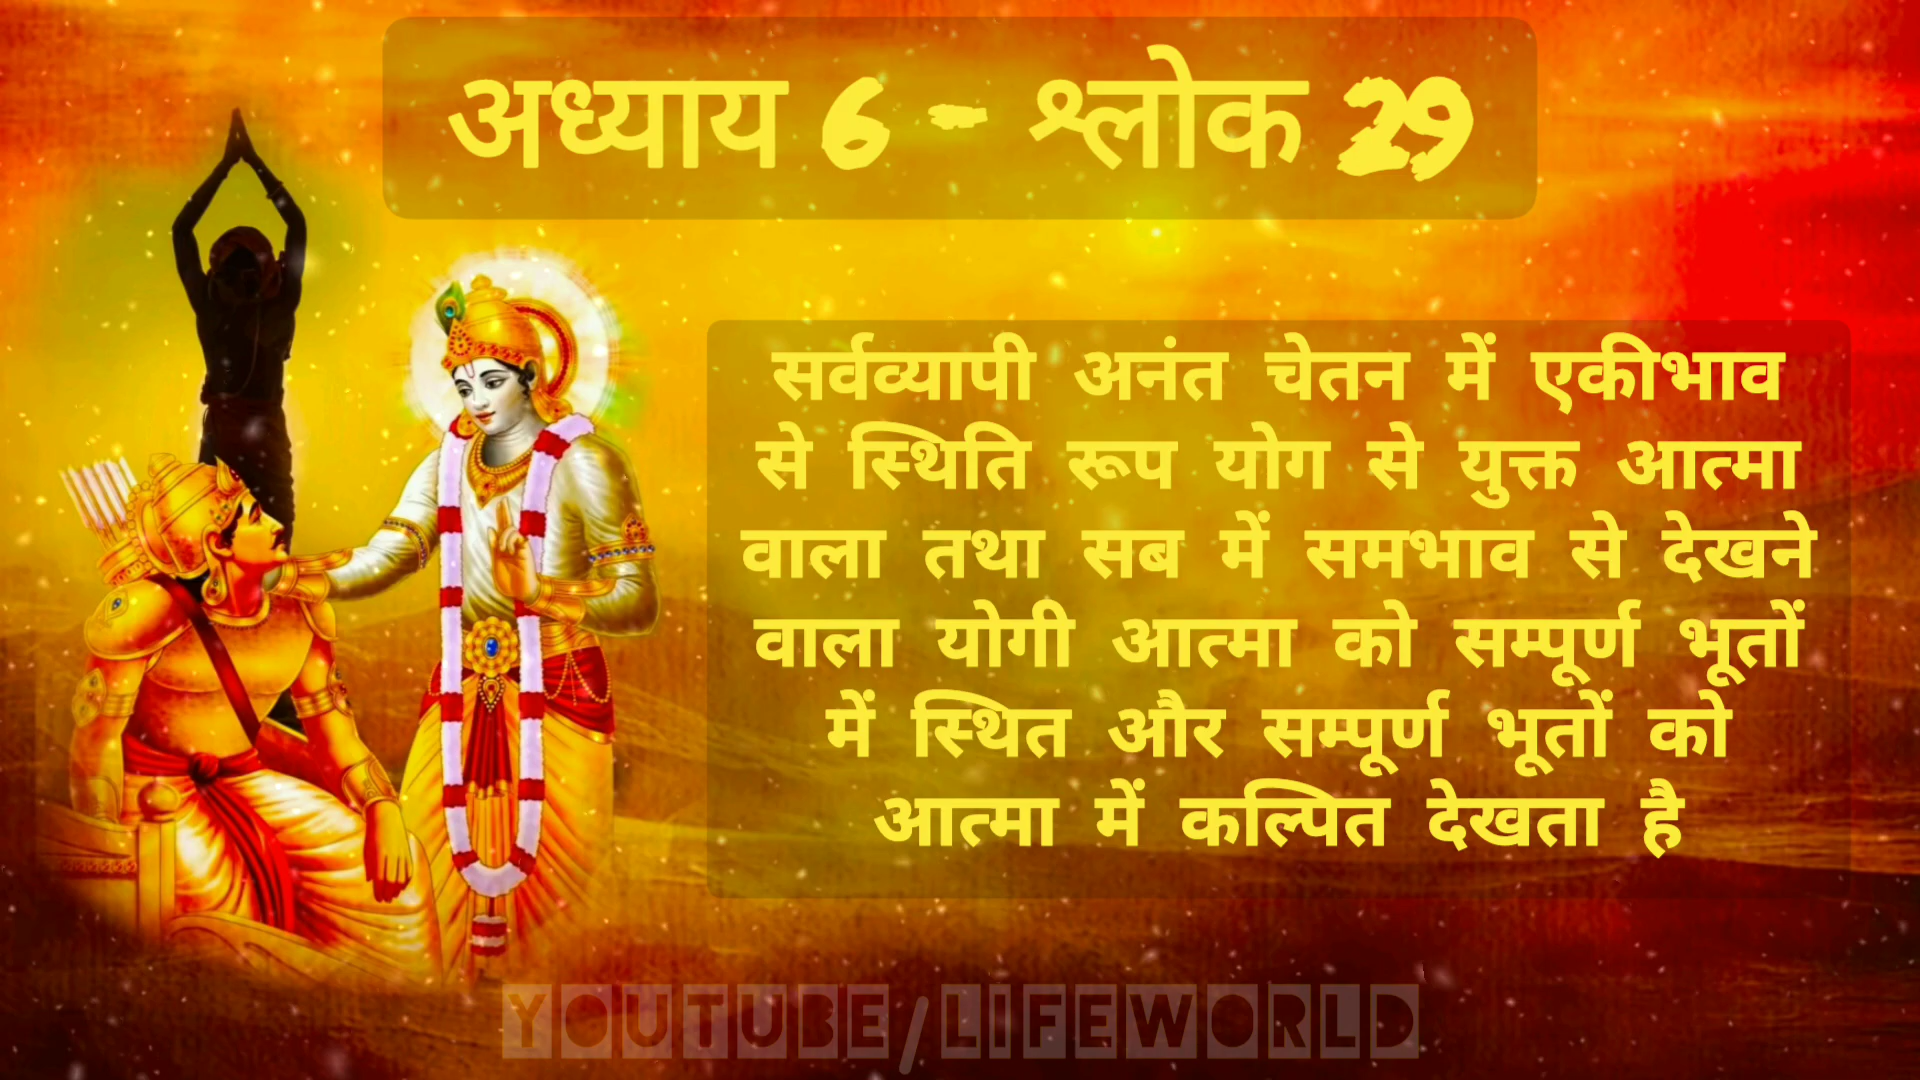 अध्याय 6 - श्लोक 29
सर्वव्यापी अनंत चेतन में एकीभाव
से स्थिति रूप योग से युक्त आत्मा
वाला तथा सब में समभाव से देखने
वाला योगी आत्मा को सम्पूर्ण भूतों
में स्थित और सम्पूर्ण भूतों को
आत्मा में कल्पित देखता है
YOUTUBE/LIFEWORLD